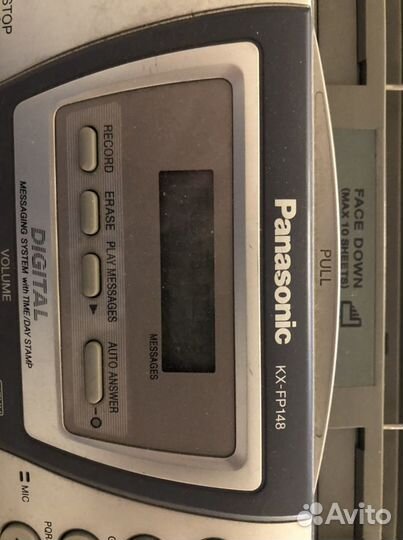 FACE DOWN
(MAX 10 SHEETS)
PULL
Panasonic KX-FP148
MESSAGES
RECORD ERASE PLAY MESSAGES AUTO ANSWER
DIGITAL
MESSAGING SYSTEM with TIME/DAY STAMP
STOP
VOLUME
MIC
Avito